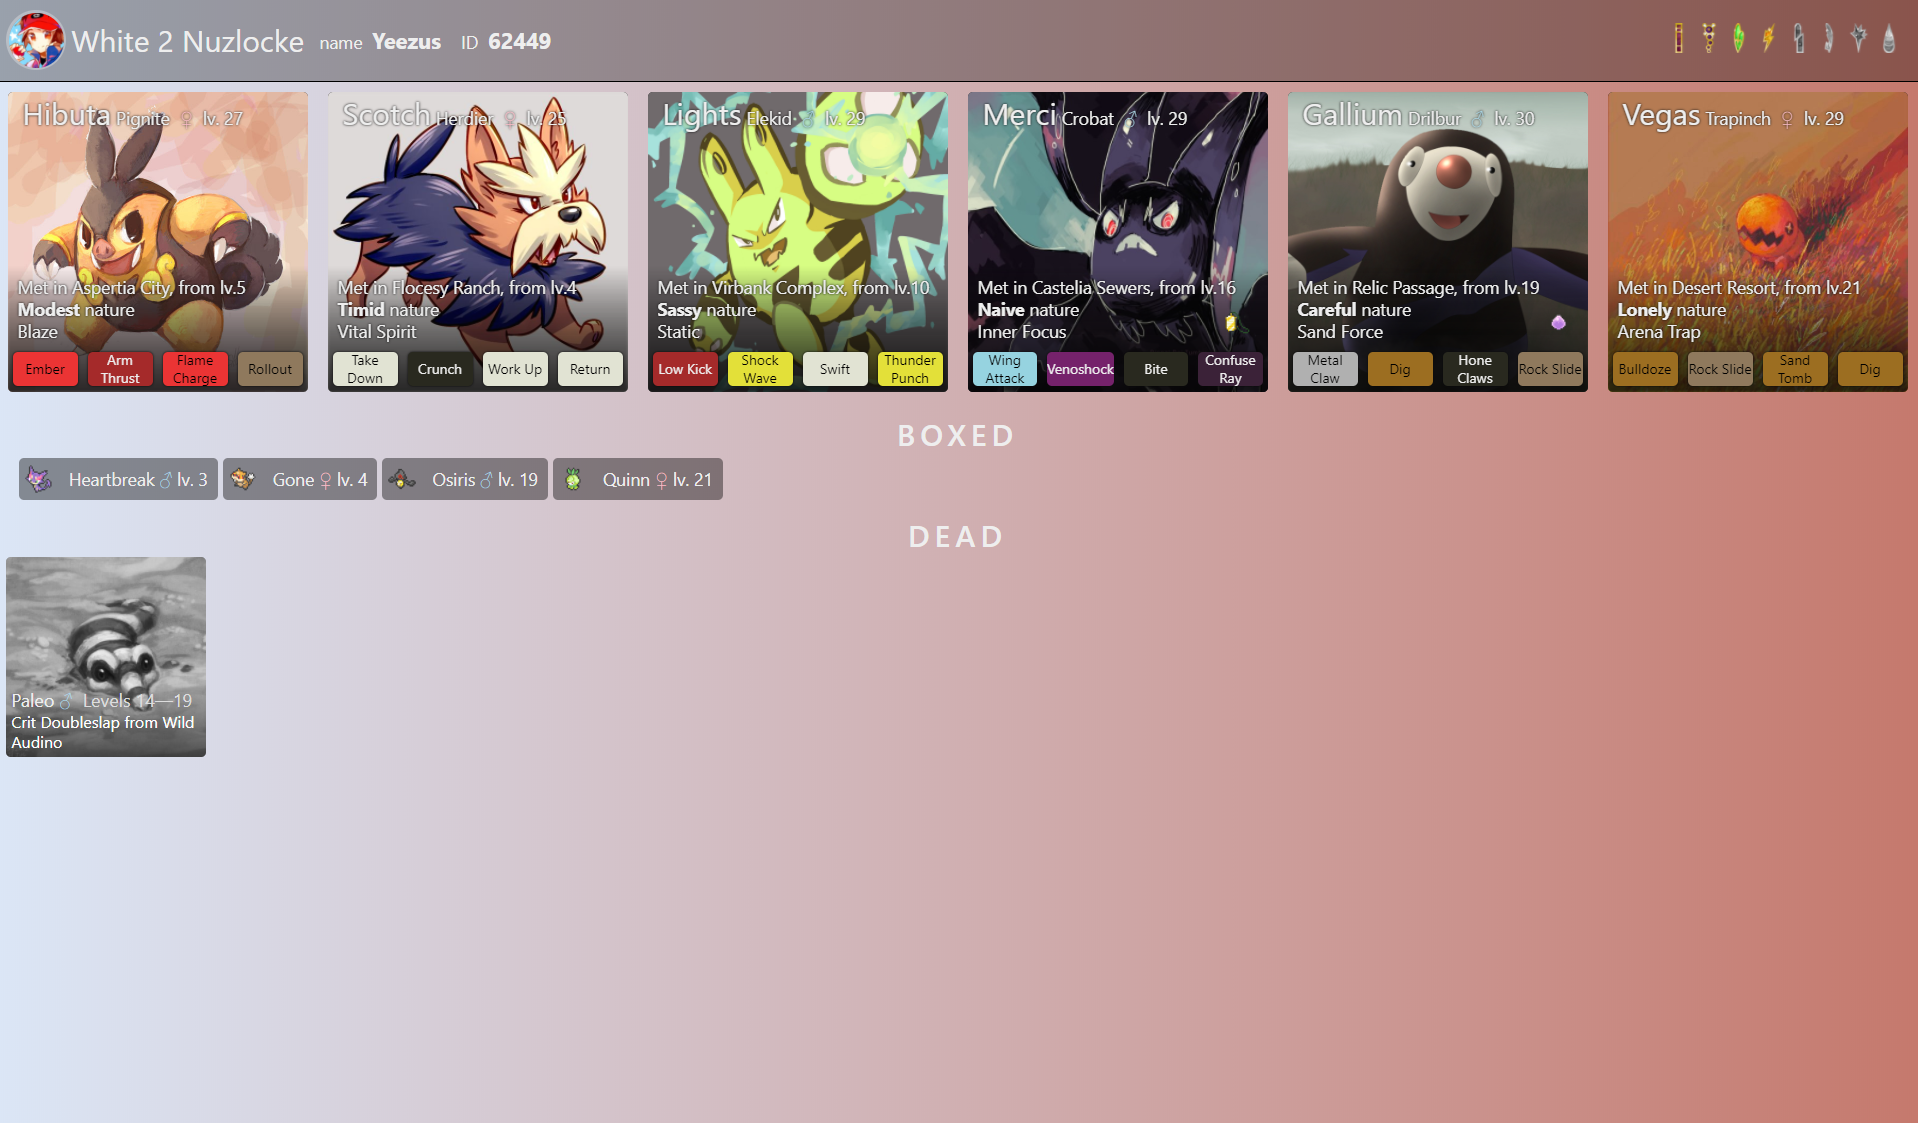 White 2 Nuzlocke name Yeezus ID 62449
Hibuta Pignite ♀ lv. 27
Met in Aspertia City, from lv.5
Modest nature
Blaze
Ember
Arm Thrust
Flame Charge
Rollout
Scotch Herdier ♀ lv. 25
Met in Flocesy Ranch, from lv.4
Timid nature
Vital Spirit
Take Down
Crunch
Work Up
Return
Lights Elekid ♂ lv. 29
Met in Virbank Complex, from lv.10
Sassy nature
Static
Low Kick
Shock Wave
Swift
Thunder Punch
Merci Crobat ♂ lv. 29
Met in Castelia Sewers, from lv.16
Naive nature
Inner Focus
Wing Attack
Venoshock
Bite
Confuse Ray
Gallium Drilbur ♂ lv. 30
Met in Relic Passage, from lv.19
Careful nature
Sand Force
Metal Claw
Dig
Hone Claws
Rock Slide
Vegas Trapinch ♀ lv. 29
Met in Desert Resort, from lv.21
Lonely nature
Arena Trap
Bulldoze
Rock Slide
Sand Tomb
Dig
BOXED
Heartbreak ♂ lv. 3
Gone ♀ lv. 4
Osiris ♂ lv. 19
Quinn ♀ lv. 21
DEAD
Paleo ♂ Levels 14—19
Crit Doubleslap from Wild
Audino